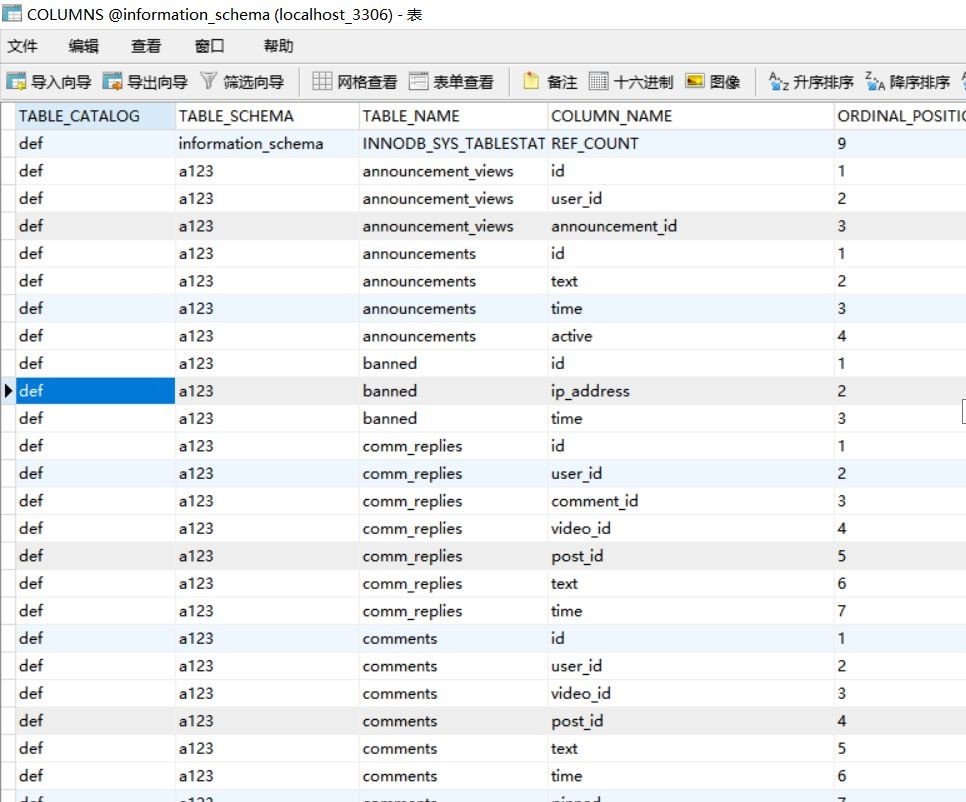 COLUMNS @information_schema (localhost_3306) - 表
文件 编辑 查看 窗口 帮助
导入向导 导出向导 筛选向导 网格查看 表单查看 备注 十六进制 图像 升序排序 降序排序
TABLE_CATALOG TABLE_SCHEMA TABLE_NAME COLUMN_NAME ORDINAL_POSITIO
def information_schema INNODB_SYS_TABLESTAT REF_COUNT 9
def a123 announcement_views id 1
def a123 announcement_views user_id 2
def a123 announcement_views announcement_id 3
def a123 announcements id 1
def a123 announcements text 2
def a123 announcements time 3
def a123 announcements active 4
def a123 banned id 1
def a123 banned ip_address 2
def a123 banned time 3
def a123 comm_replies id 1
def a123 comm_replies user_id 2
def a123 comm_replies comment_id 3
def a123 comm_replies video_id 4
def a123 comm_replies post_id 5
def a123 comm_replies text 6
def a123 comm_replies time 7
def a123 comments id 1
def a123 comments user_id 2
def a123 comments video_id 3
def a123 comments post_id 4
def a123 comments text 5
def a123 comments time 6